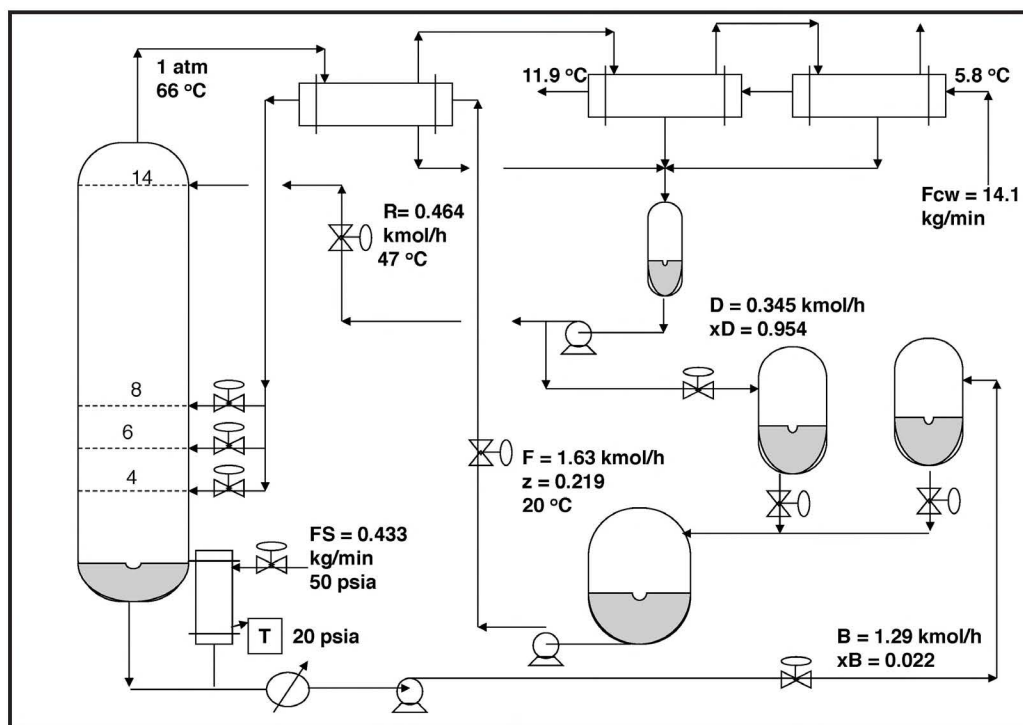 1 atm
66 °C
11.9 °C
5.8 °C
14
R= 0.464
kmol/h
47 °C
Fcw = 14.1
kg/min
D = 0.345 kmol/h
xD = 0.954
8
6
4
F = 1.63 kmol/h
z = 0.219
20 °C
FS = 0.433
kg/min
50 psia
T
20 psia
B = 1.29 kmol/h
xB = 0.022